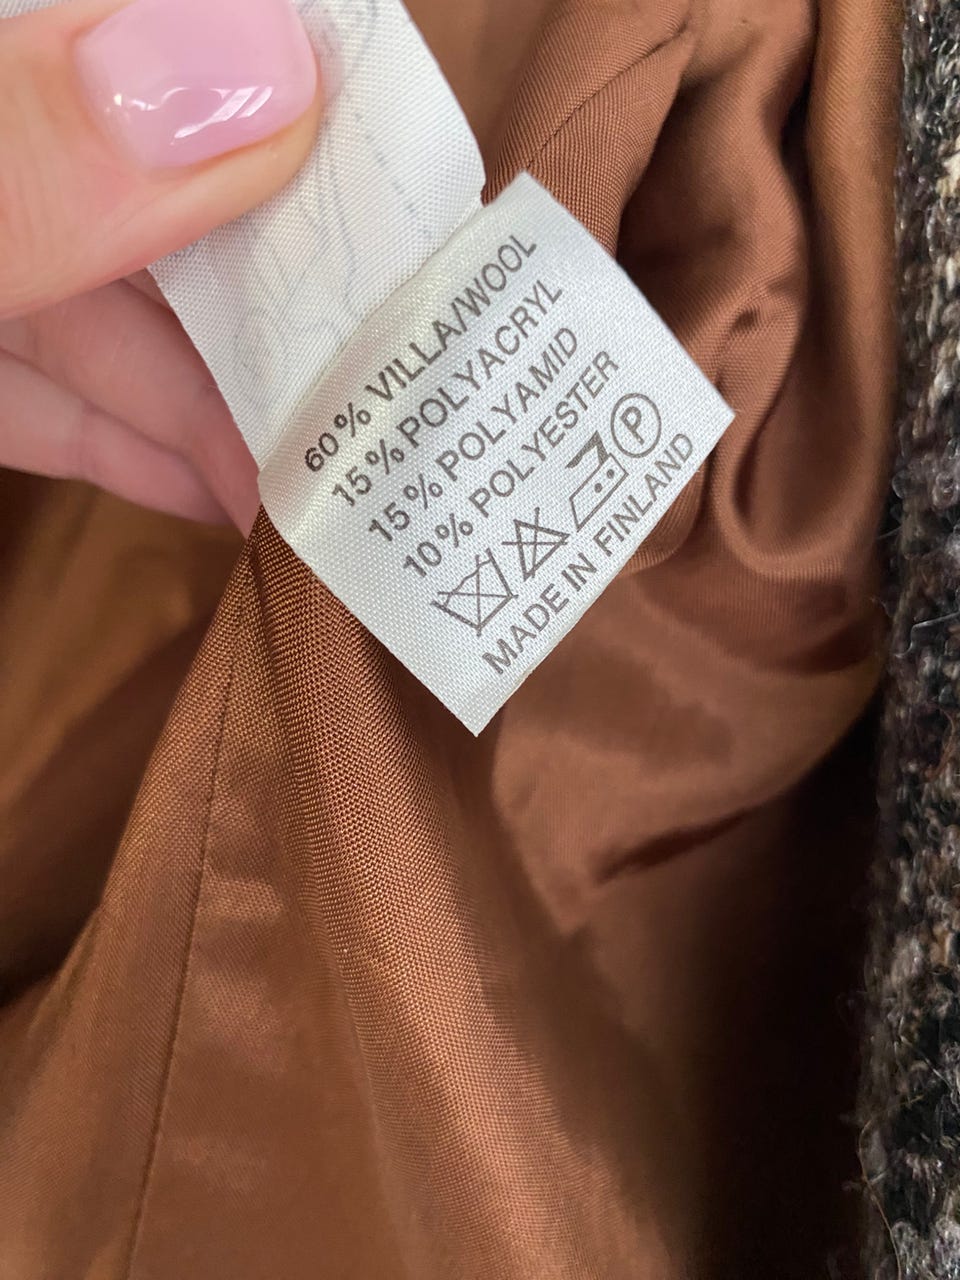 60% VILLA/WOOL
15% POLYACRYL
15% POLYAMID
10% POLYESTER
P
MADE IN FINLAND